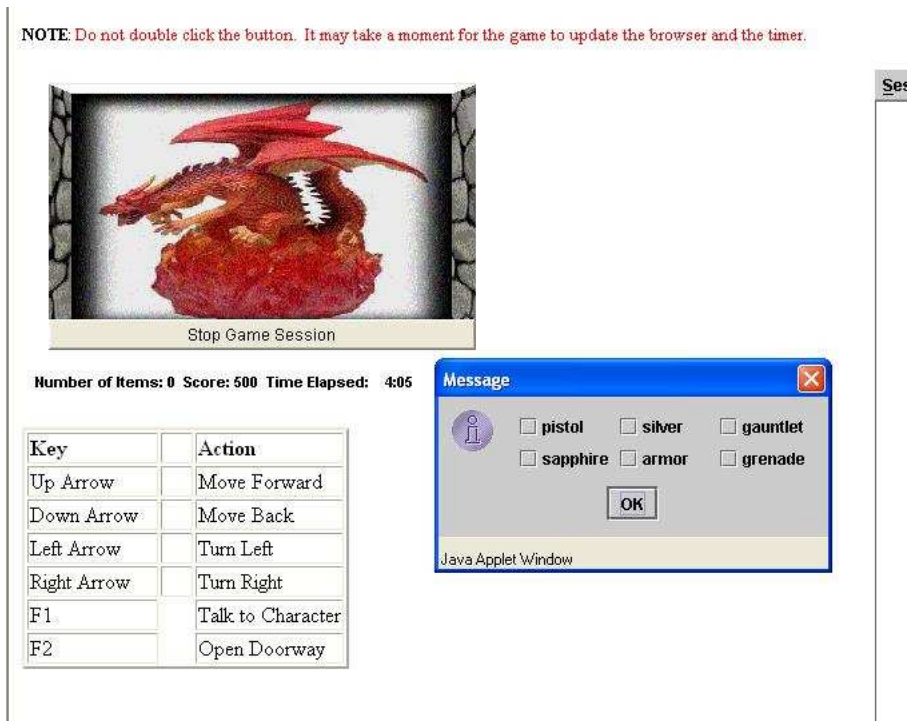 NOTE: Do not double click the button. It may take a moment for the game to update the browser and the timer.
Stop Game Session
Number of Items: 0 Score: 500 Time Elapsed: 4:05
Key Action
Up Arrow Move Forward
Down Arrow Move Back
Left Arrow Turn Left
Right Arrow Turn Right
F1 Talk to Character
F2 Open Doorway
Message
pistol silver gauntlet
sapphire armor grenade
OK
Java Applet Window